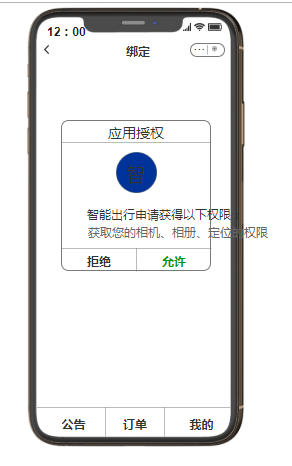 12：00
绑定
应用授权
智
智能出行申请获得以下权限：
获取您的相机、相册、定位的权限
拒绝
允许
公告
订单
我的